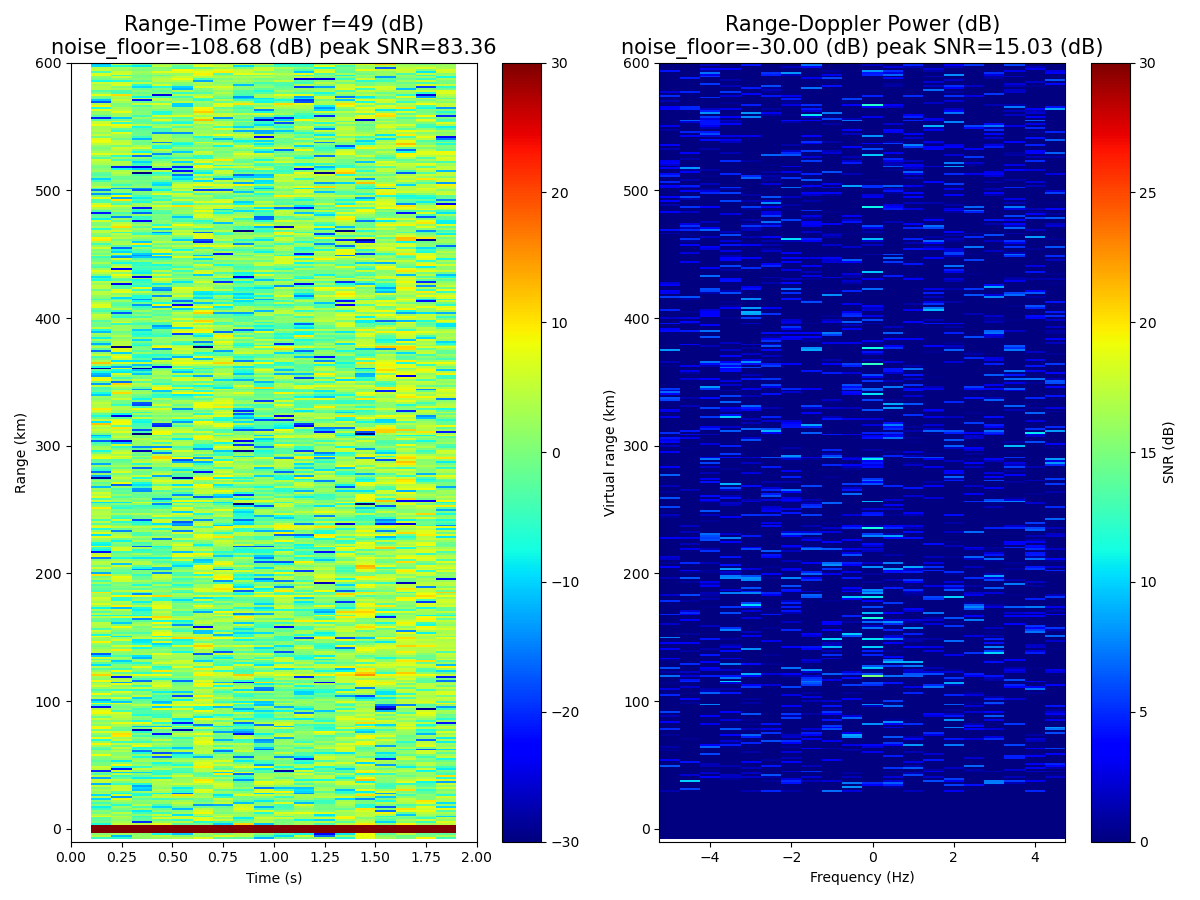 Range-Time Power f=49 (dB)
noise_floor=-108.68 (dB) peak SNR=83.36
Range-Doppler Power (dB)
noise_floor=-30.00 (dB) peak SNR=15.03 (dB)
600
500
400
300
200
100
0
Range (km)
0.00 0.25 0.50 0.75 1.00 1.25 1.50 1.75 2.00
Time (s)
30
20
10
0
−10
−20
−30
600
500
400
300
200
100
0
Virtual range (km)
−4 −2 0 2 4
Frequency (Hz)
30
25
20
15
10
5
0
SNR (dB)